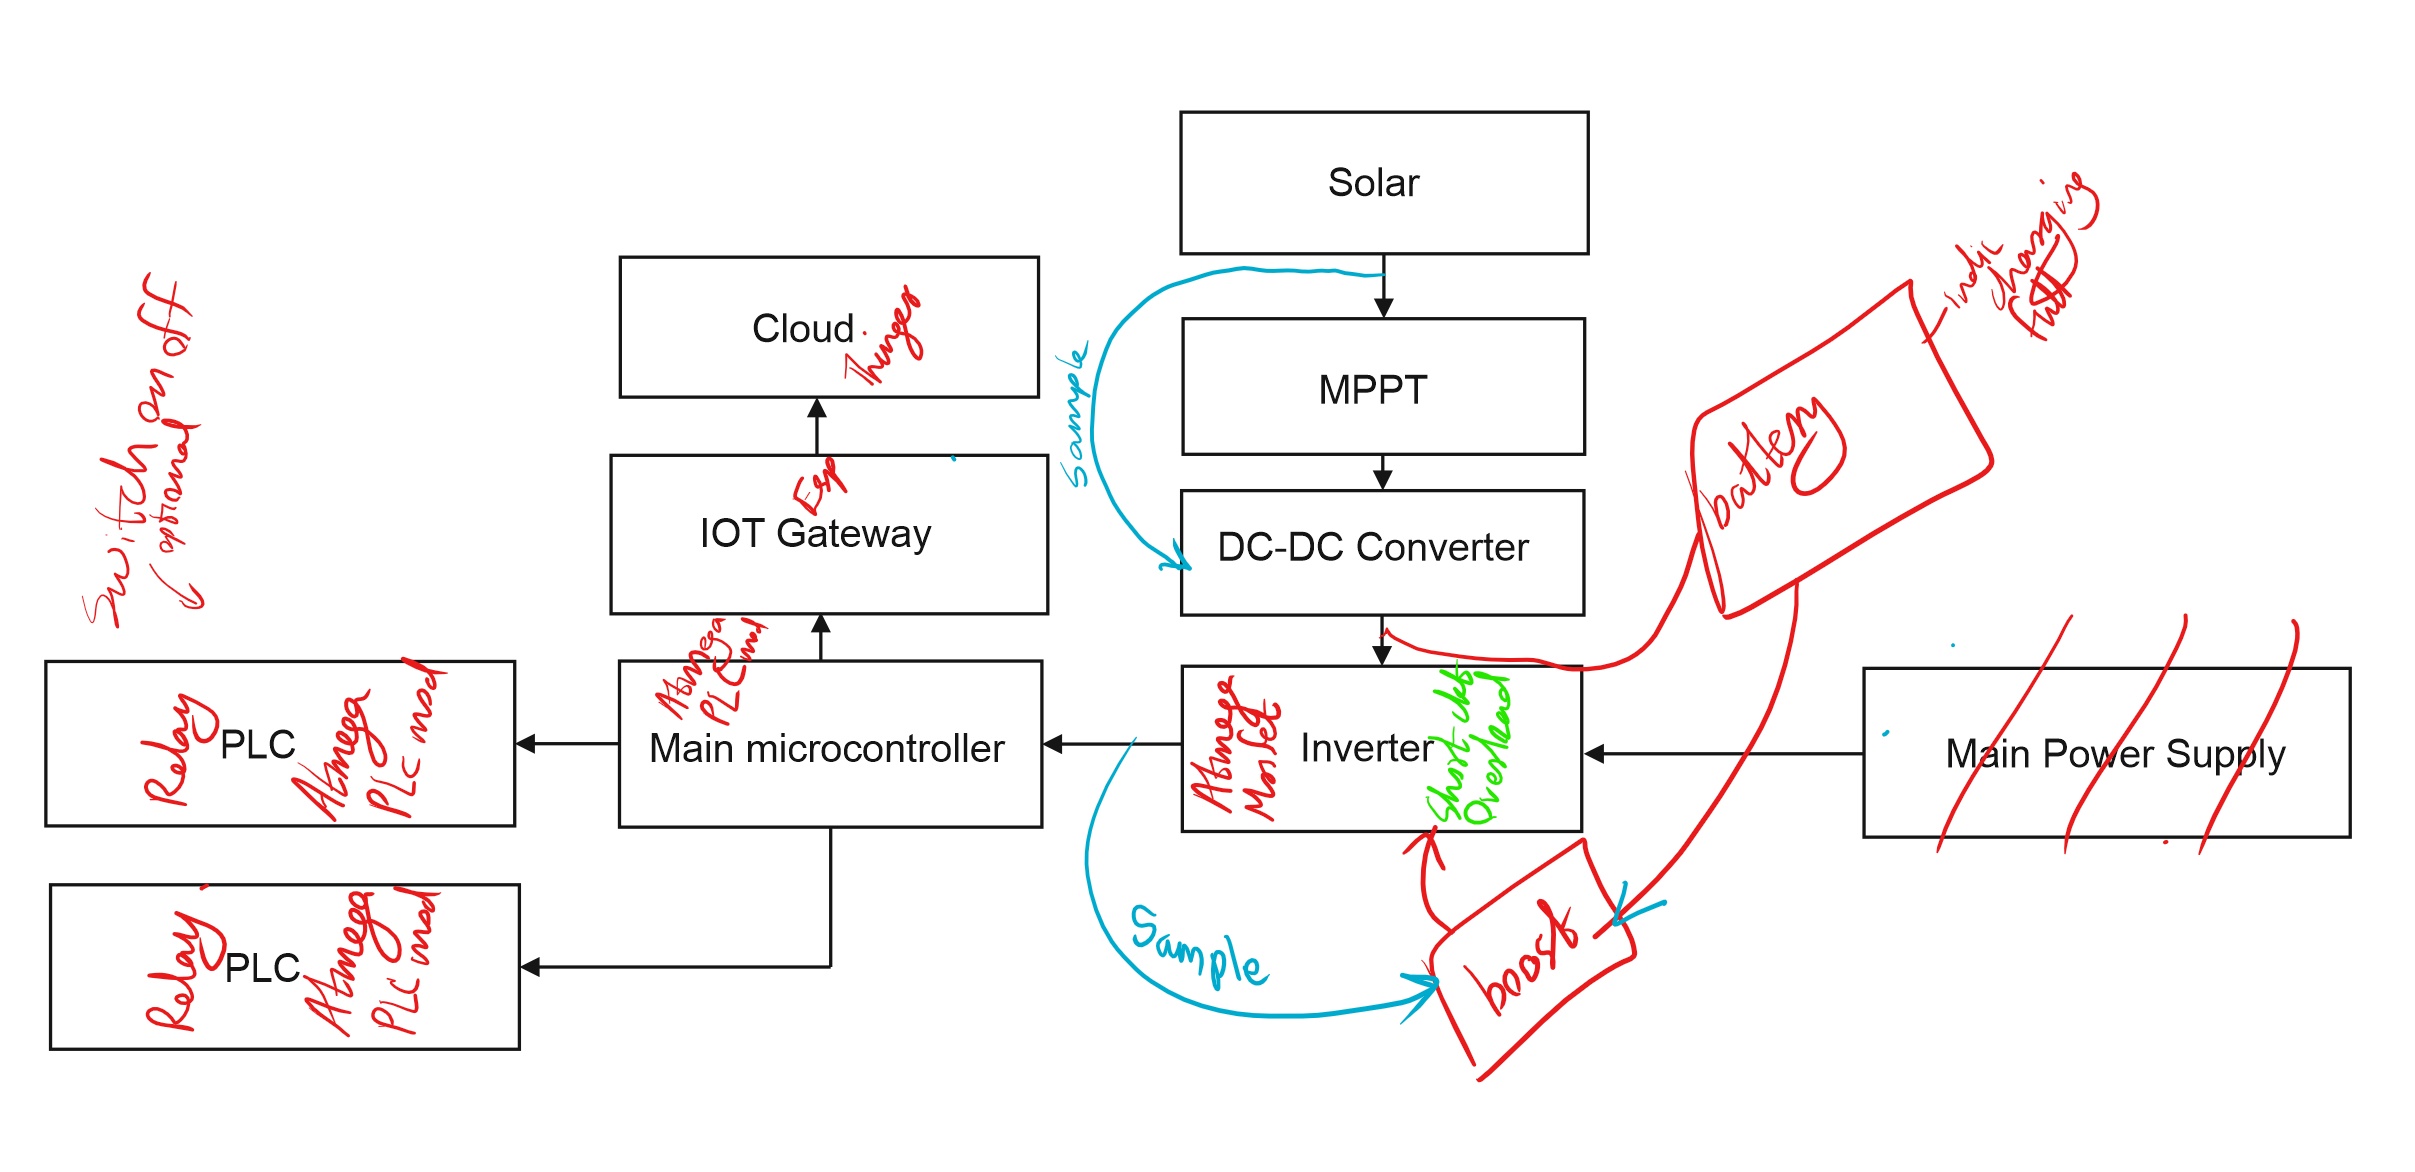 Solar
Cloud
Thinger
MPPT
Sample
indic
charging
full
battery
Switch on off
optional
Esp
IOT Gateway
DC-DC Converter
Atmega
PLC mod
Main microcontroller
Relay
PLC
Atmega
PLC mod
Atmega
Mosfet
Inverter
Short ckt
Overload
Main Power Supply
Relay
PLC
Atmega
PLC mod
Sample
boost